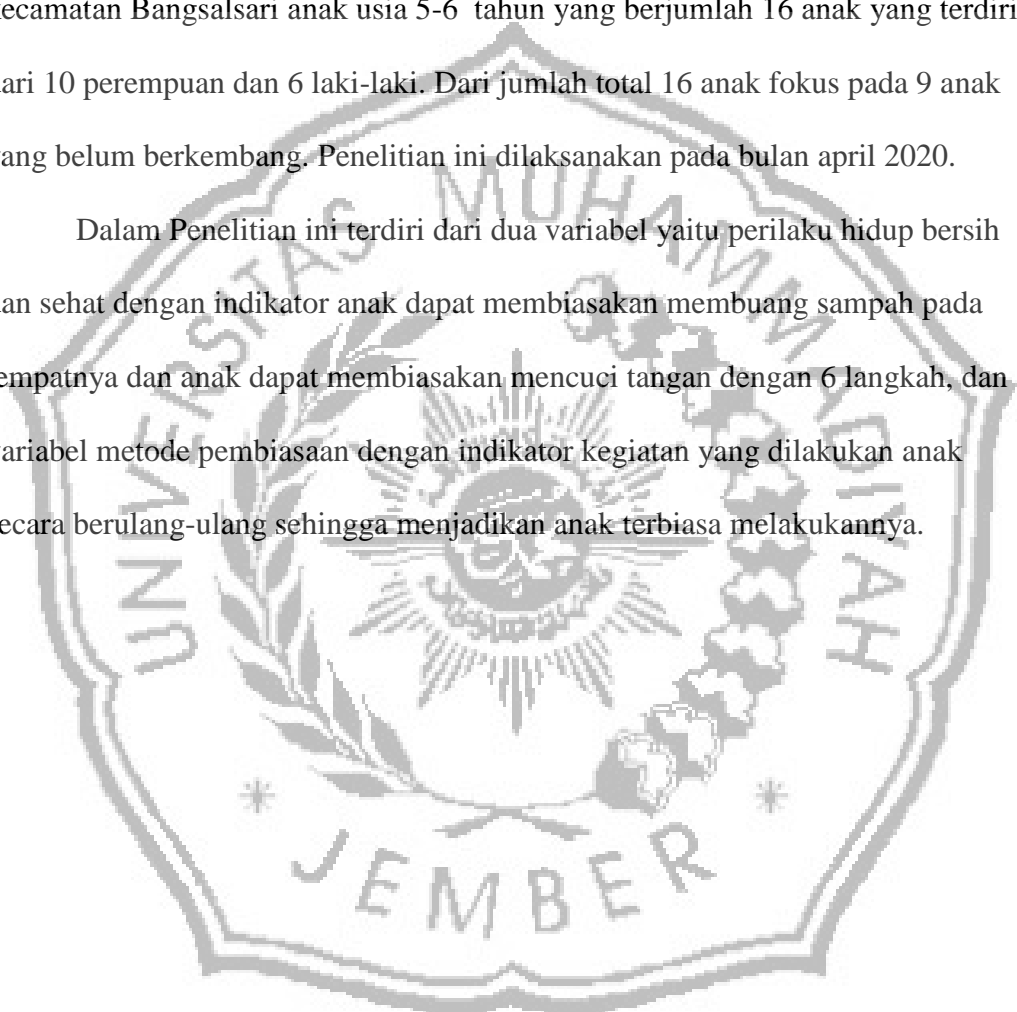 kecamatan Bangsalsari anak usia 5-6 tahun yang berjumlah 16 anak yang terdiri
dari 10 perempuan dan 6 laki-laki. Dari jumlah total 16 anak fokus pada 9 anak
yang belum berkembang. Penelitian ini dilaksanakan pada bulan april 2020.
Dalam Penelitian ini terdiri dari dua variabel yaitu perilaku hidup bersih
dan sehat dengan indikator anak dapat membiasakan membuang sampah pada
tempatnya dan anak dapat membiasakan mencuci tangan dengan 6 langkah, dan
variabel metode pembiasaan dengan indikator kegiatan yang dilakukan anak
secara berulang-ulang sehingga menjadikan anak terbiasa melakukannya.
UNIVERSITAS MUHAMMADIYAH
JEMBER